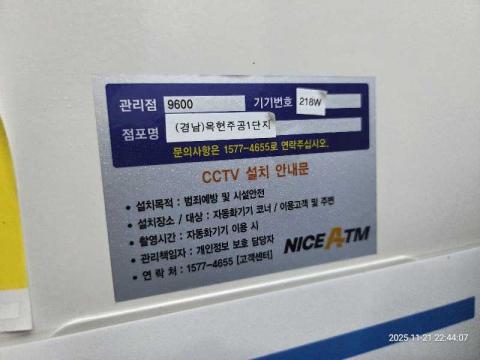 관리점 9600 기기번호 218W
점포명 (경남)옥현주공1단지
문의사항은 1577-4655로 연락주십시오.
CCTV 설치 안내문
• 설치목적 : 범죄예방 및 시설안전
• 설치장소 / 대상 : 자동화기기 코너 / 이용고객 및 주변
• 촬영시간 : 자동화기기 이용 시
• 관리책임자 : 개인정보 보호 담당자
• 연 락 처 : 1577-4655 [고객센터]
NICE ATM
2025-11-21 22:44:07